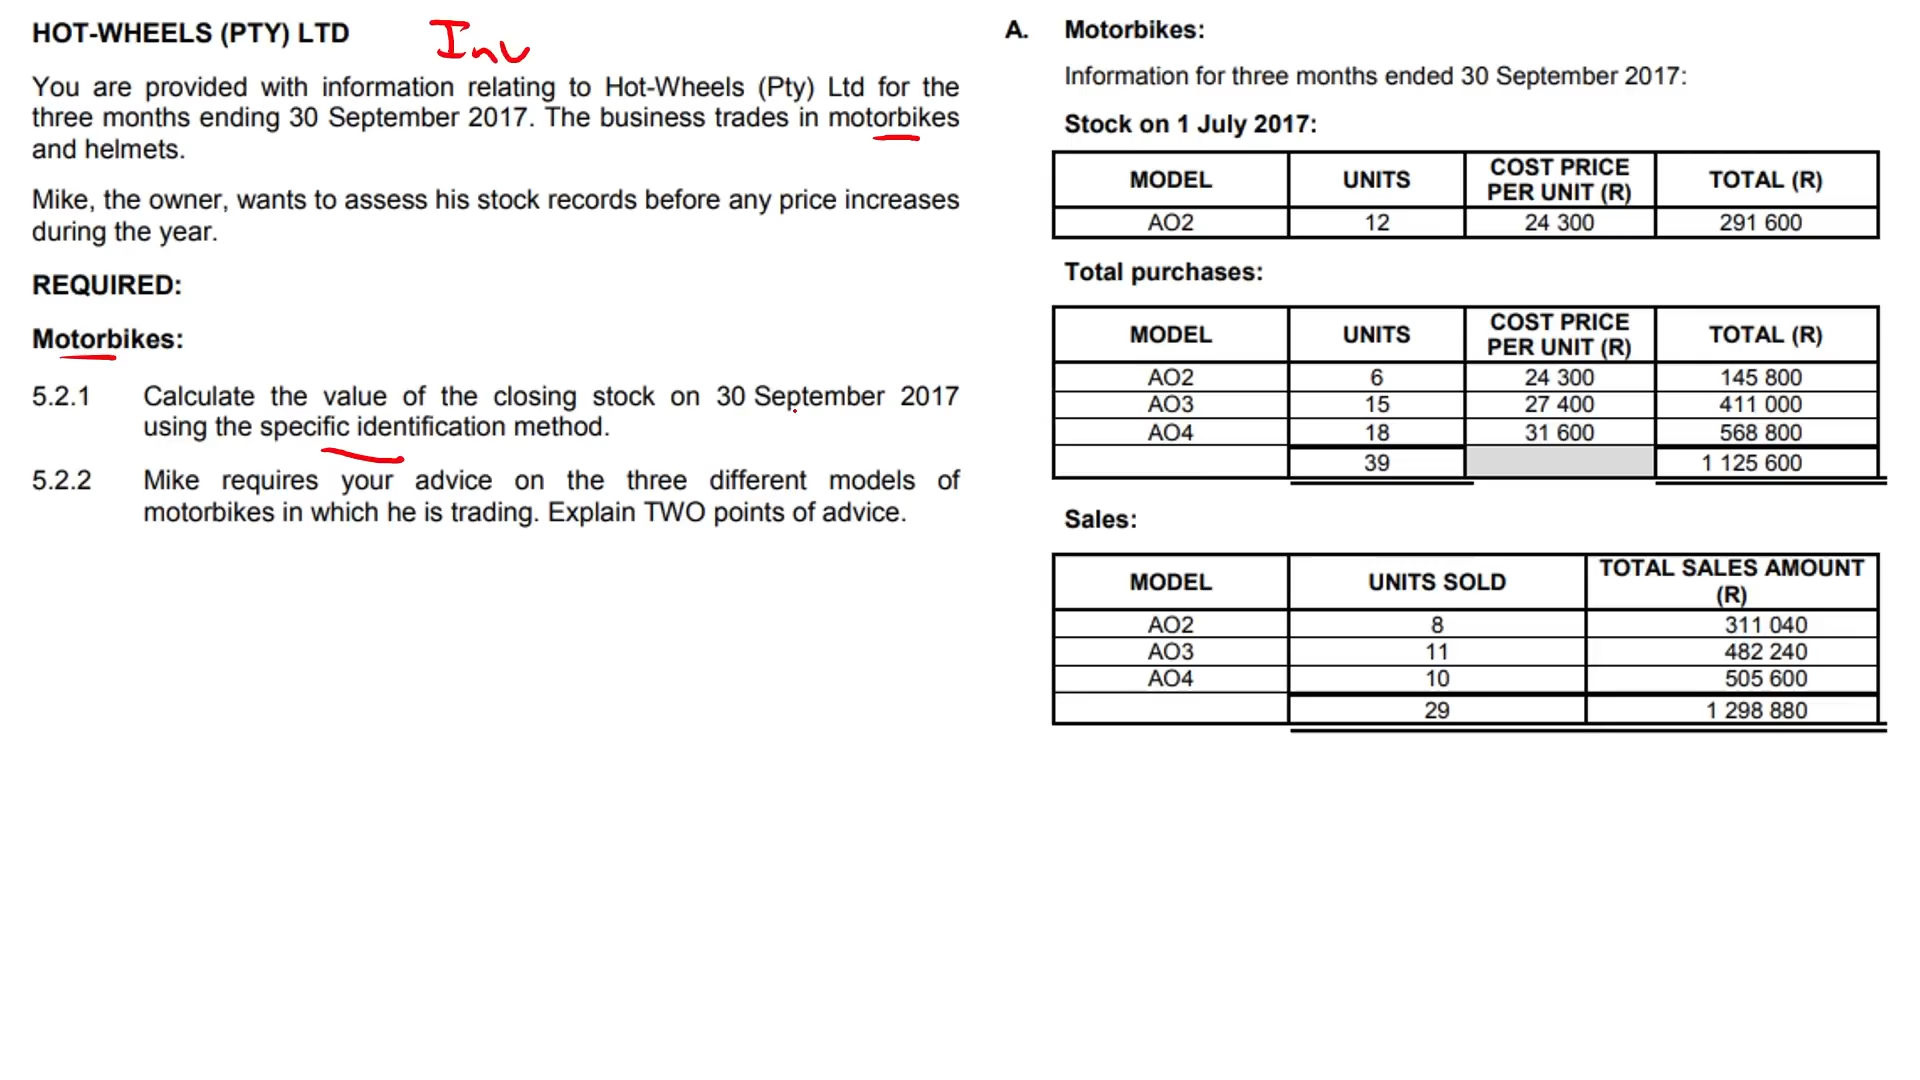 HOT-WHEELS (PTY) LTD
Inv
You are provided with information relating to Hot-Wheels (Pty) Ltd for the
three months ending 30 September 2017. The business trades in motorbikes
and helmets.
Mike, the owner, wants to assess his stock records before any price increases
during the year.
REQUIRED:
Motorbikes:
5.2.1 Calculate the value of the closing stock on 30 September 2017
using the specific identification method.
5.2.2 Mike requires your advice on the three different models of
motorbikes in which he is trading. Explain TWO points of advice.
A. Motorbikes:
Information for three months ended 30 September 2017:
Stock on 1 July 2017:
MODEL UNITS COST PRICE PER UNIT (R) TOTAL (R)
AO2 12 24 300 291 600
Total purchases:
MODEL UNITS COST PRICE PER UNIT (R) TOTAL (R)
AO2 6 24 300 145 800
AO3 15 27 400 411 000
AO4 18 31 600 568 800
39 1 125 600
Sales:
MODEL UNITS SOLD TOTAL SALES AMOUNT (R)
AO2 8 311 040
AO3 11 482 240
AO4 10 505 600
29 1 298 880